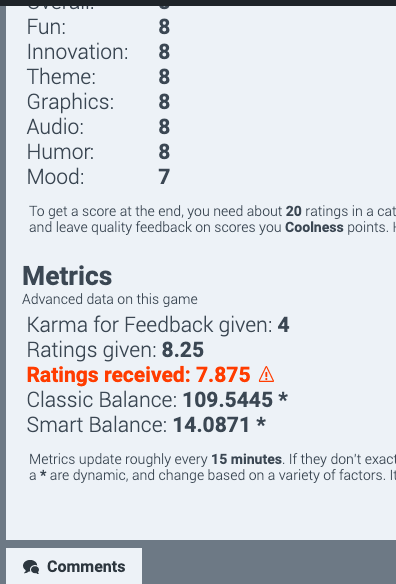 Overall: 8
Fun: 8
Innovation: 8
Theme: 8
Graphics: 8
Audio: 8
Humor: 8
Mood: 7
To get a score at the end, you need about 20 ratings in a cat
and leave quality feedback on scores you Coolness points. H
Metrics
Advanced data on this game
Karma for Feedback given: 4
Ratings given: 8.25
Ratings received: 7.875 ⚠
Classic Balance: 109.5445 *
Smart Balance: 14.0871 *
Metrics update roughly every 15 minutes. If they don't exact
a * are dynamic, and change based on a variety of factors. It
Comments